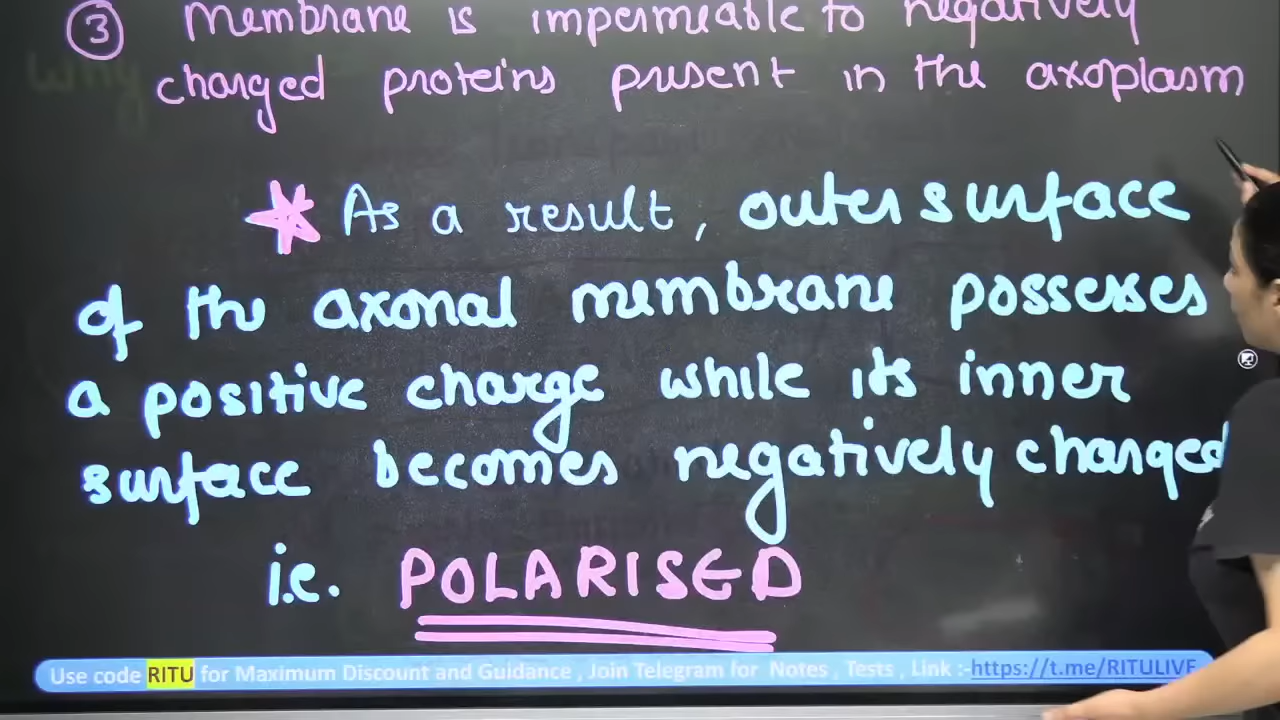 ③ Membrane is impermeable to negatively
charged proteins present in the axoplasm
As a result, outer surface
of the axonal membrane possesses
a positive charge while its inner
surface becomes negatively charged
i.e. POLARISED
Use code RITU for Maximum Discount and Guidance , Join Telegram for Notes , Tests , Link :-https://t.me/RITULIVE